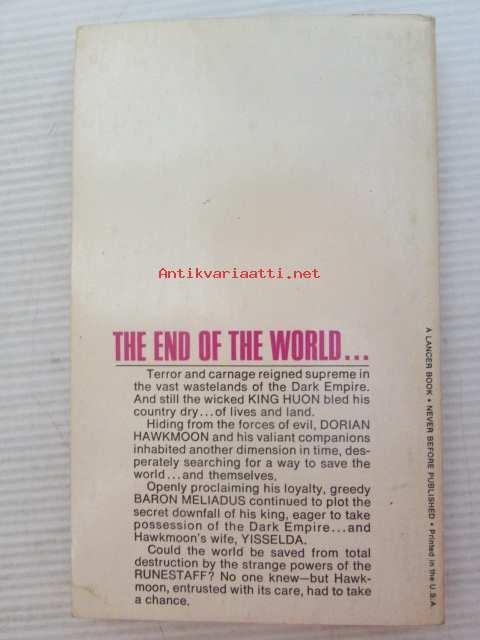 Antikvariaatti.net
THE END OF THE WORLD...
Terror and carnage reigned supreme in
the vast wastelands of the Dark Empire.
And still the wicked KING HUON bled his
country dry...of lives and land.
Hiding from the forces of evil, DORIAN
HAWKMOON and his valiant companions
inhabited another dimension in time, des-
perately searching for a way to save the
world...and themselves,
Openly proclaiming his loyalty, greedy
BARON MELIADUS continued to plot the
secret downfall of his king, eager to take
possession of the Dark Empire...and
Hawkmoon's wife, YISSELDA.
Could the world be saved from total
destruction by the strange powers of the
RUNESTAFF? No one knew—but Hawk-
moon, entrusted with its care, had to take
a chance.
A LANCER BOOK • NEVER BEFORE PUBLISHED • Printed in the U.S.A.